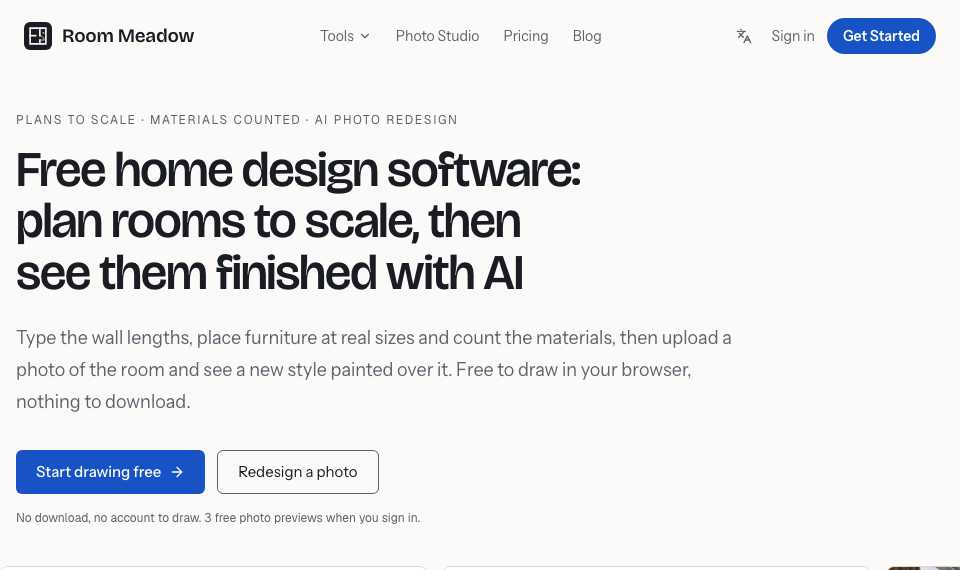 Room Meadow
Tools
Photo Studio
Pricing
Blog
Sign in
Get Started
PLANS TO SCALE · MATERIALS COUNTED · AI PHOTO REDESIGN
Free home design software:
plan rooms to scale, then
see them finished with AI
Type the wall lengths, place furniture at real sizes and count the materials, then upload a
photo of the room and see a new style painted over it. Free to draw in your browser,
nothing to download.
Start drawing free →
Redesign a photo
No download, no account to draw. 3 free photo previews when you sign in.